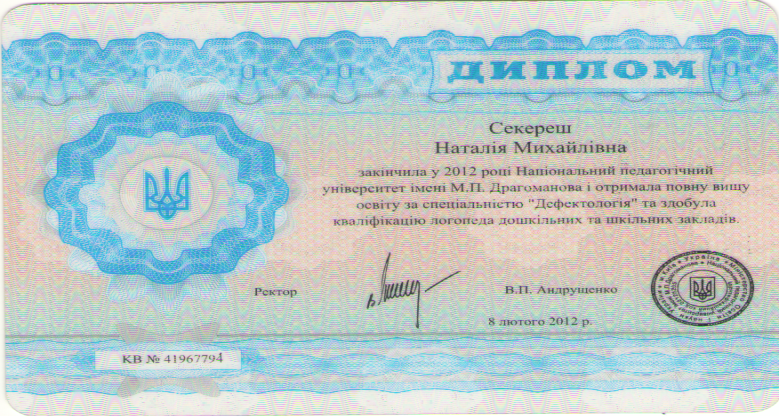 ДИПЛОМ
Секереш
Наталія Михайлівна
закінчила у 2012 році Національний педагогічний
університет імені М.П. Драгоманова і отримала повну вищу
освіту за спеціальністю "Дефектологія" та здобула
кваліфікацію логопеда дошкільних та шкільних закладів.
Ректор
В.П. Андрущенко
8 лютого 2012 р.
КВ № 41967794